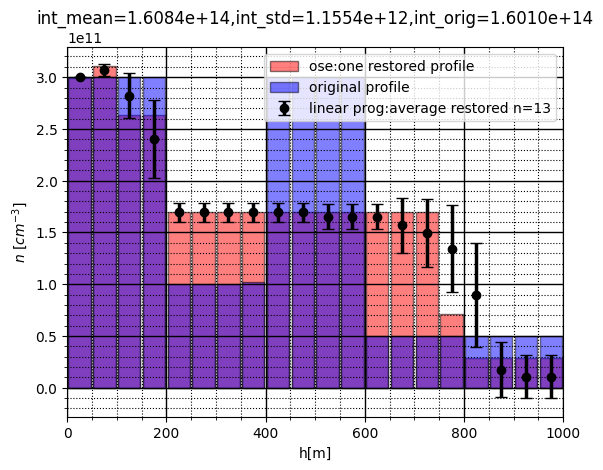 int_mean=1.6084e+14,int_std=1.1554e+12,int_orig=1.6010e+14
1e11
ose:one restored profile
original profile
linear prog:average restored n=13
3.0
2.5
2.0
1.5
1.0
0.5
0.0
n [cm⁻³]
0 200 400 600 800 1000
h[m]